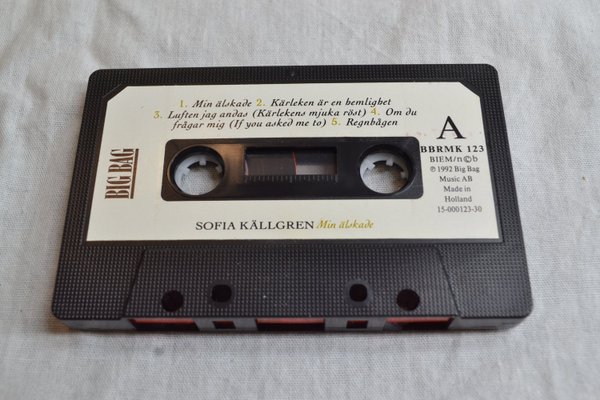 1. Min älskade 2. Kärleken är en hemlighet
3. Luften jag andas (Kärlekens mjuka röst) 4. Om du
frågar mig (If you asked me to) 5. Regnbågen
BIG BAG
A
BBRMK 123
BIEM/n©b
℗ 1992 Big Bag
Music AB
Made in
Holland
15-000123-30
SOFIA KÄLLGREN Min älskade